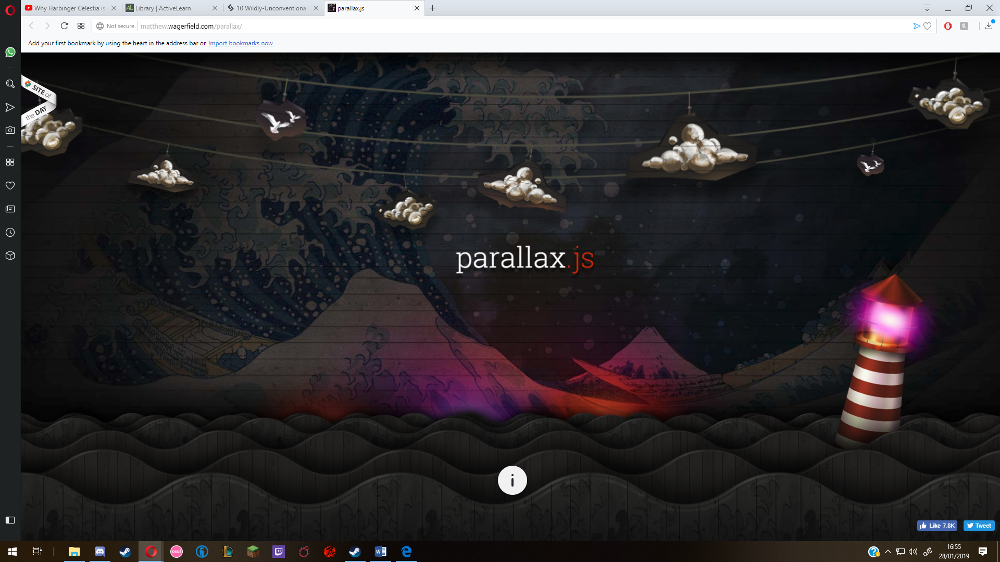 Why Harbinger Celestia is
Library | ActiveLearn
10 Wildly-Unconventional
parallax.js
Not secure
matthew.wagerfield.com/parallax/
Add your first bookmark by using the heart in the address bar or Import bookmarks now
SITE of
the DAY
parallax.js
i
Like 7.8K
Tweet
osu!
16:55
28/01/2019